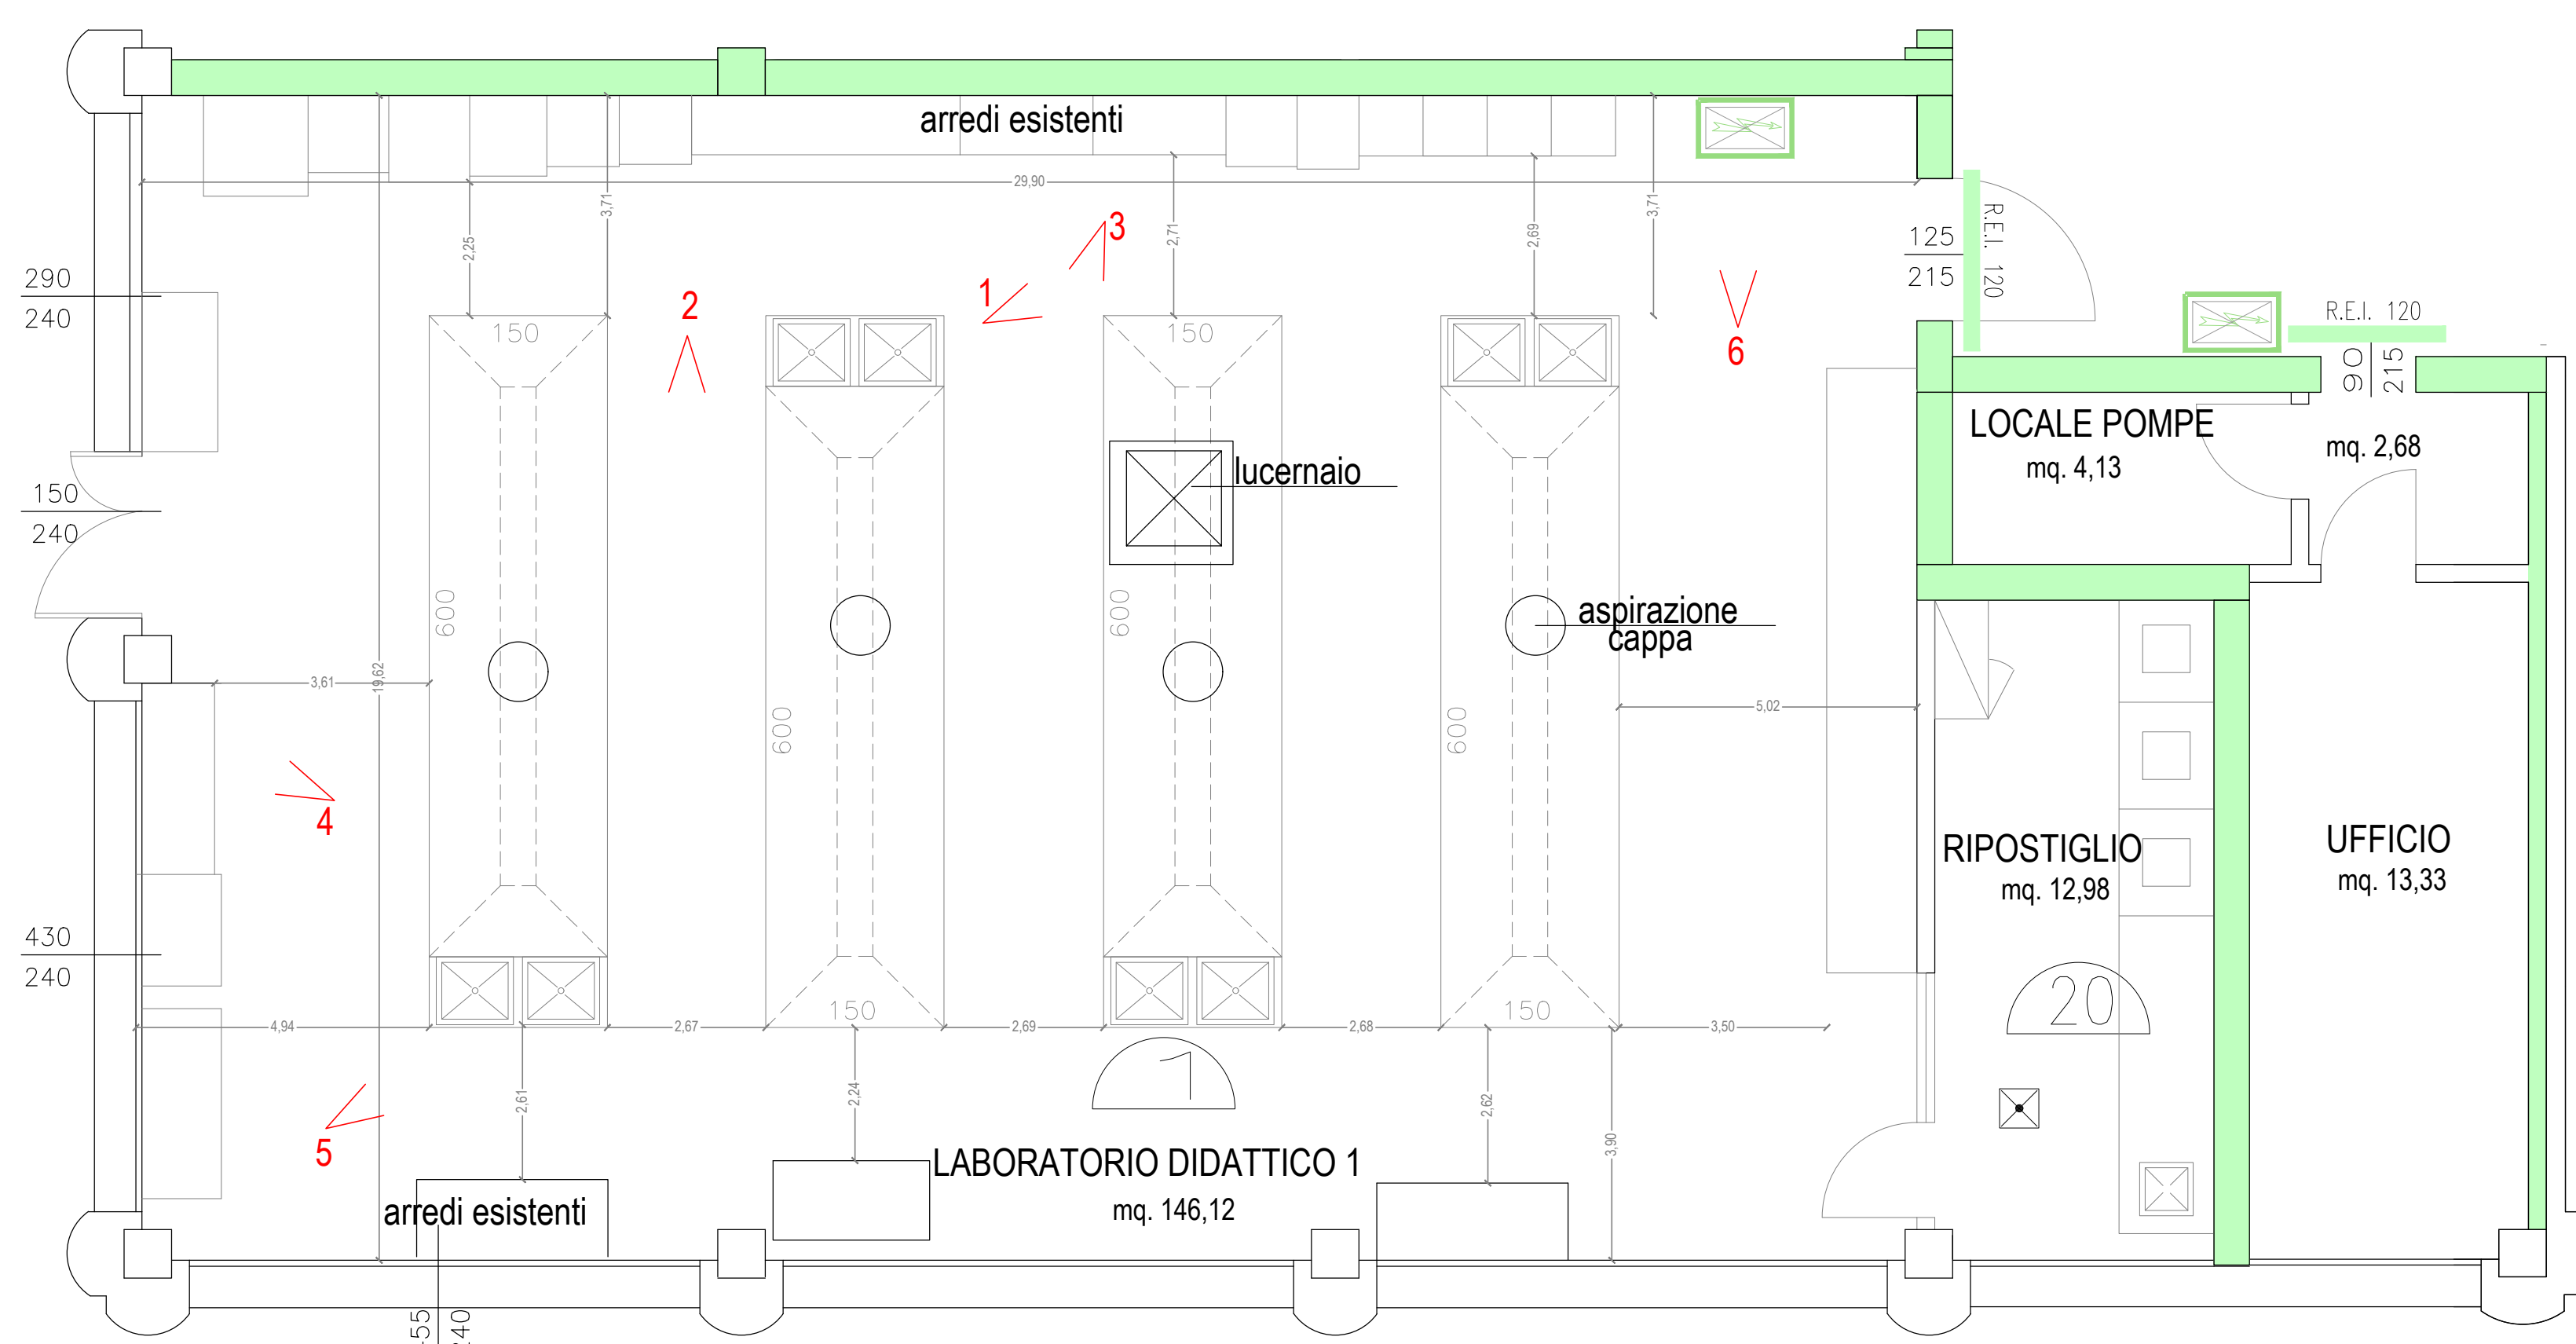 arredi esistenti
29,90
3,71
2,25
2,71
2,69
3,71
3
1
2
6
290
240
125
215
R.E.I. 120
R.E.I. 120
90
215
150
150
LOCALE POMPE
mq. 4,13
mq. 2,68
lucernaio
150
240
600
600
aspirazione
cappa
3,61
19,62
5,02
600
600
4
RIPOSTIGLIO
mq. 12,98
UFFICIO
mq. 13,33
430
240
20
150
150
4,94
2,67
2,69
2,68
3,50
1
2,61
2,24
2,62
3,90
5
LABORATORIO DIDATTICO 1
mq. 146,12
arredi esistenti